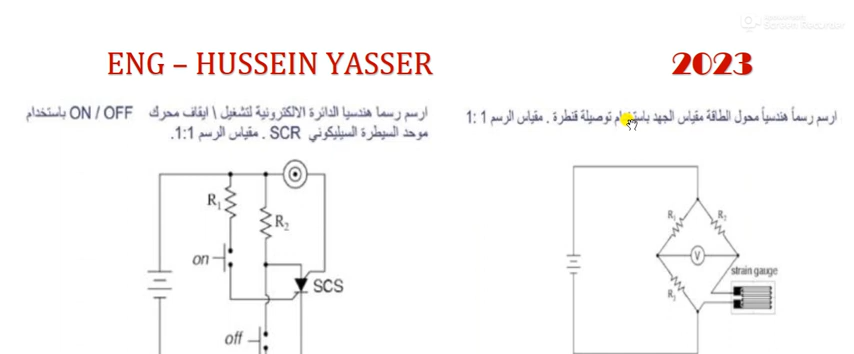 ENG – HUSSEIN YASSER
2023
ارسم رسماً هندسياً محول الطاقة مقياس الجهد باستخدام توصيلة قنطرة . مقياس الرسم 1 :1
ارسم رسما هندسيا الدائرة الالكترونية لتشغيل \ ايقاف محرك ON / OFF باستخدام
موحد السيطرة السيليكوني SCR . مقياس الرسم 1:1.
R1
R2
on
SCS
off
R1
R2
V
strain gauge
R3